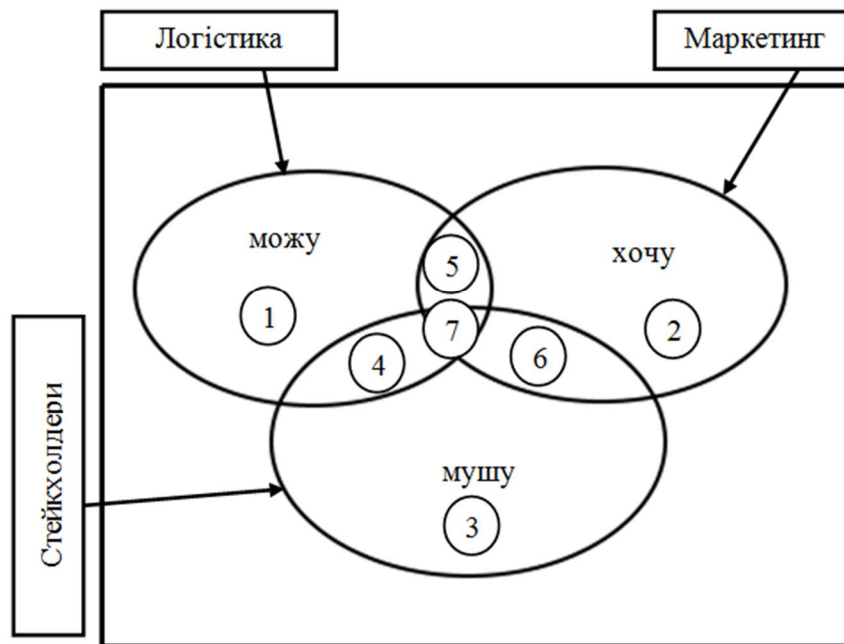 Логістика
Маркетинг
можу
хочу
5
1
2
7
4
6
Стейкхолдери
мушу
3